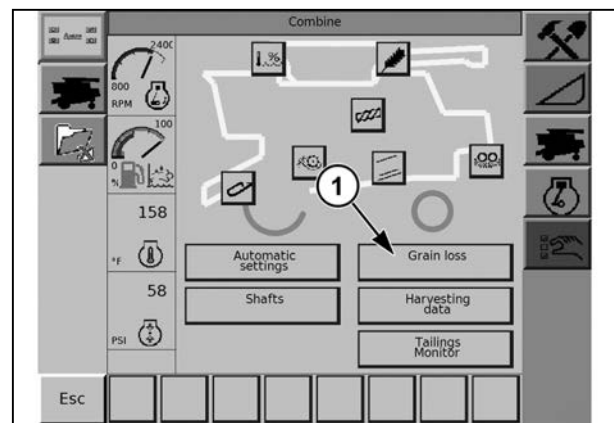 Combine
2400
800
RPM
1..%
100
0
%
158
°F
58
PSI
1
Automatic
settings
Grain loss
Shafts
Harvesting
data
Tailings
Monitor
Esc